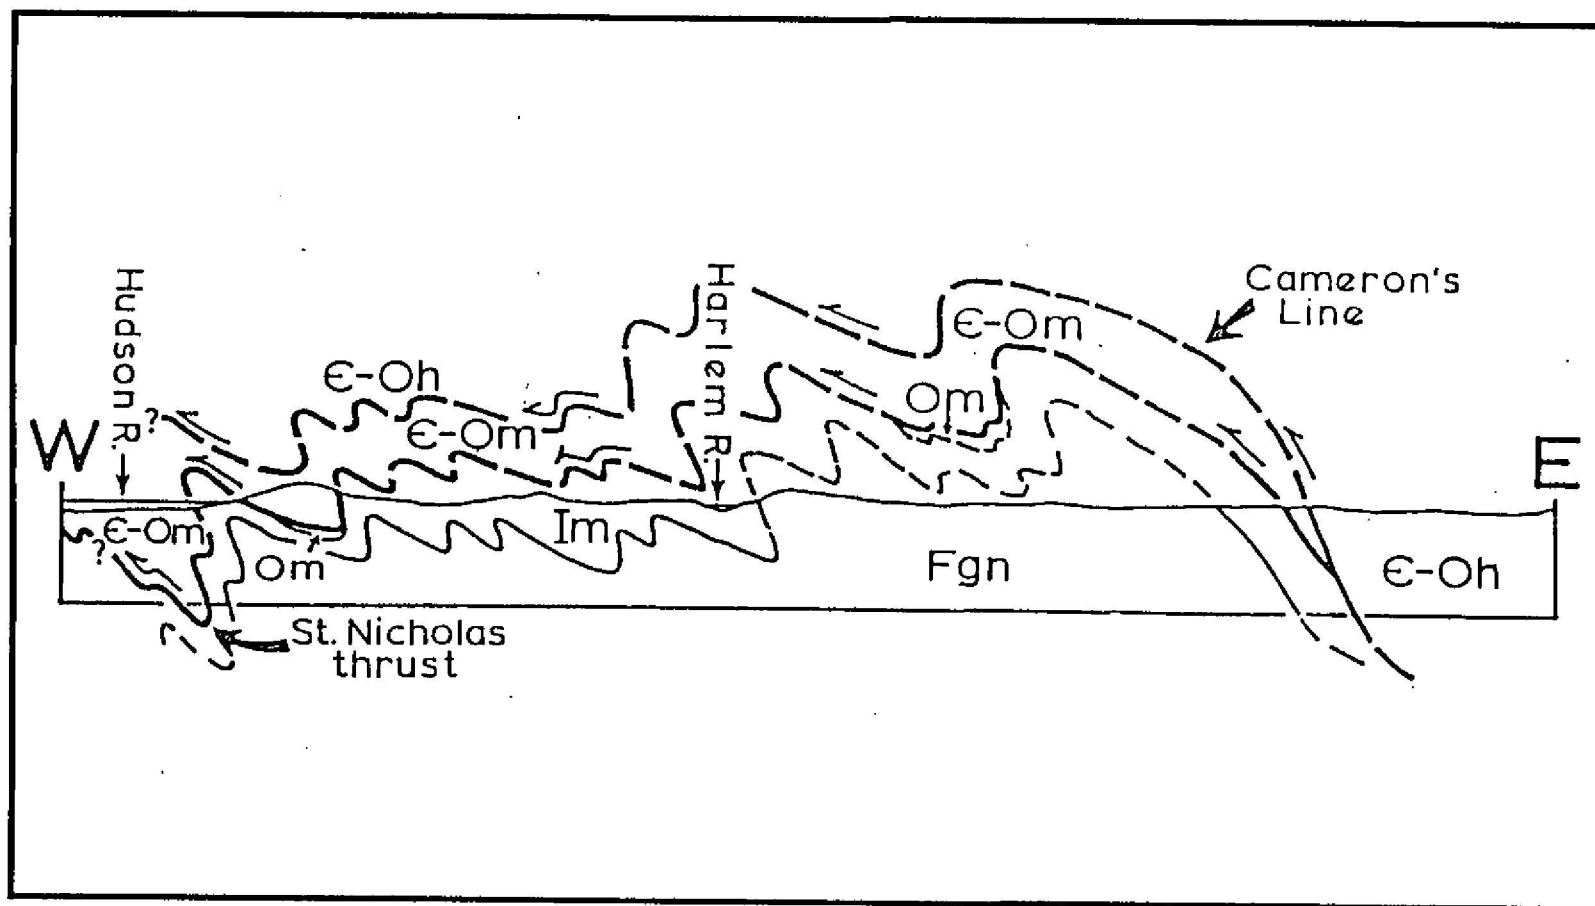 Cameron's
Line
Harlem R.
Hudson R.
Є-Om
Є-Oh
Om
?
Є-Om
W
E
Є-Om
?
Om
Im
Fgn
Є-Oh
St. Nicholas
thrust